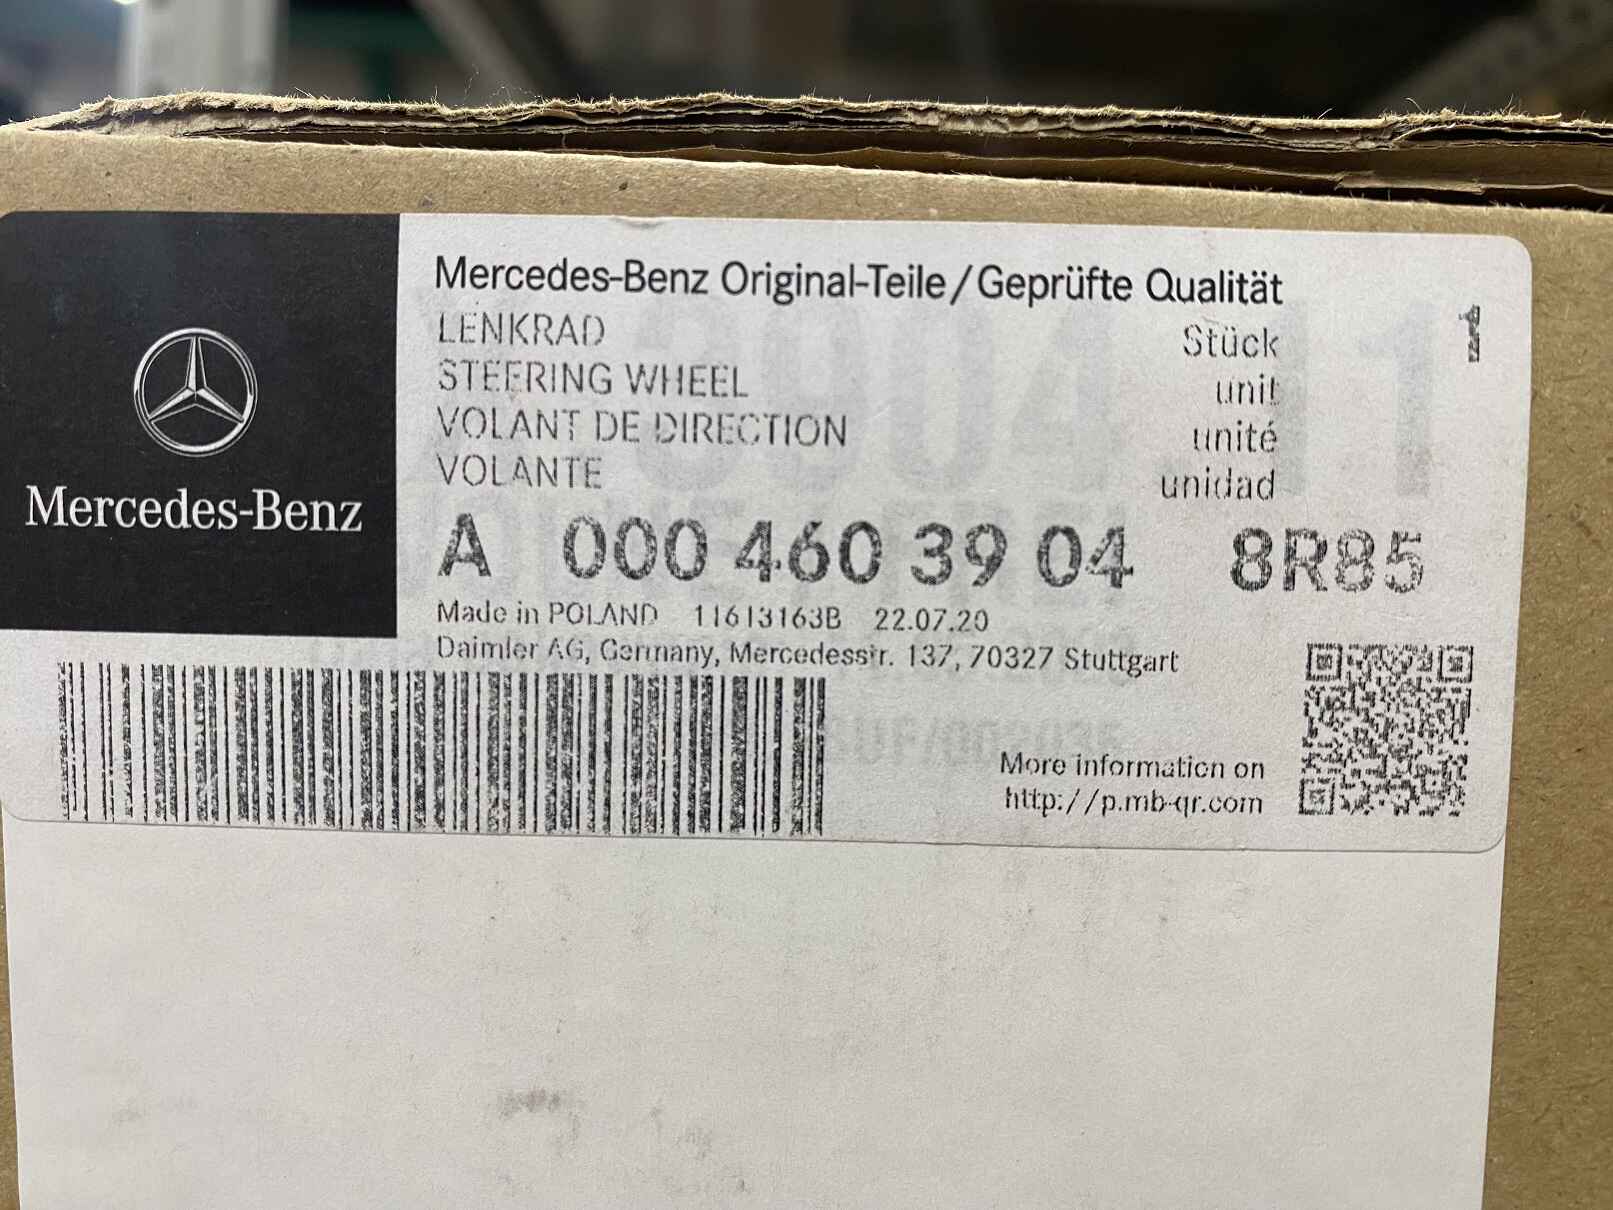 Mercedes-Benz
Mercedes-Benz Original-Teile/Geprüfte Qualität
LENKRAD Stück 1
STEERING WHEEL unit
VOLANT DE DIRECTION unité
VOLANTE unidad
A 000 460 39 04 8R85
Made in POLAND 11613163B 22.07.20
Daimler AG, Germany, Mercedesstr. 137, 70327 Stuttgart
More information on
http://p.mb-qr.com